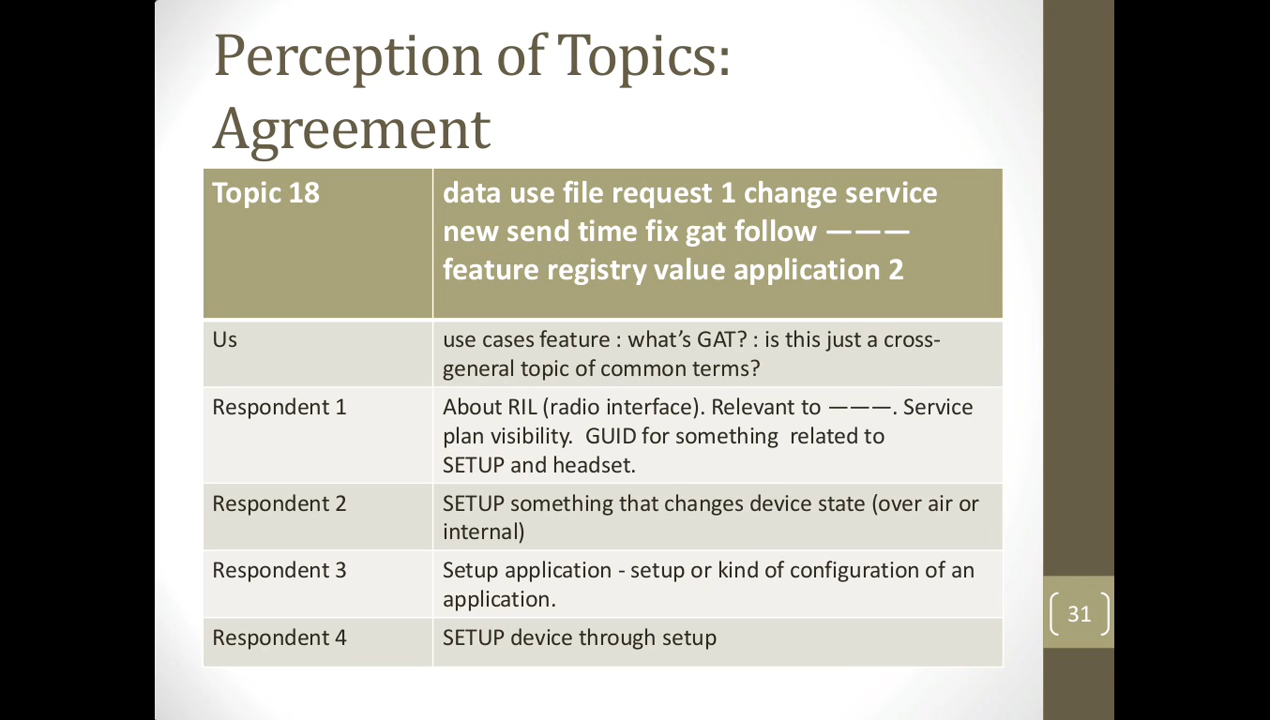 Perception of Topics:
Agreement
Topic 18
data use file request 1 change service
new send time fix gat follow ———
feature registry value application 2
Us
use cases feature : what’s GAT? : is this just a cross-
general topic of common terms?
Respondent 1
About RIL (radio interface). Relevant to ———. Service
plan visibility.  GUID for something  related to
SETUP and headset.
Respondent 2
SETUP something that changes device state (over air or
internal)
Respondent 3
Setup application - setup or kind of configuration of an
application.
Respondent 4
SETUP device through setup
31